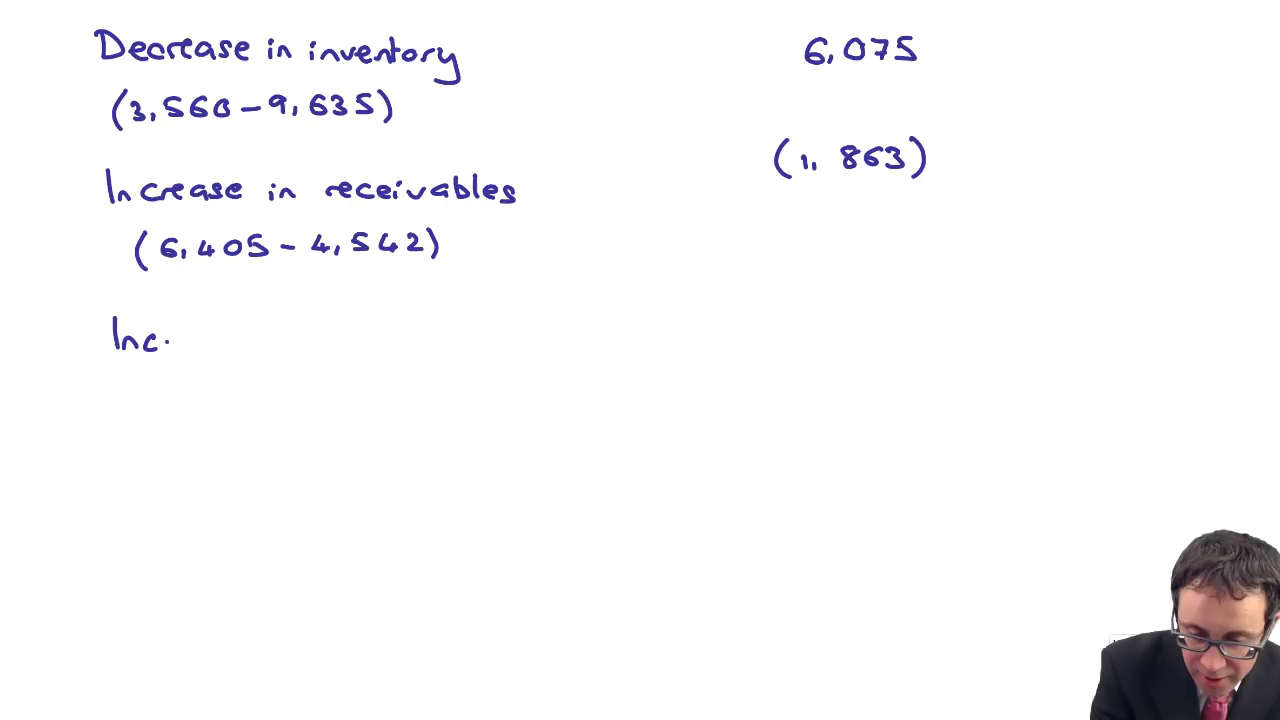 Decrease in inventory 6,075
(3,560 - 9,635)
(1, 863)
Increase in receivables
(6,405 - 4,542)
Inc.